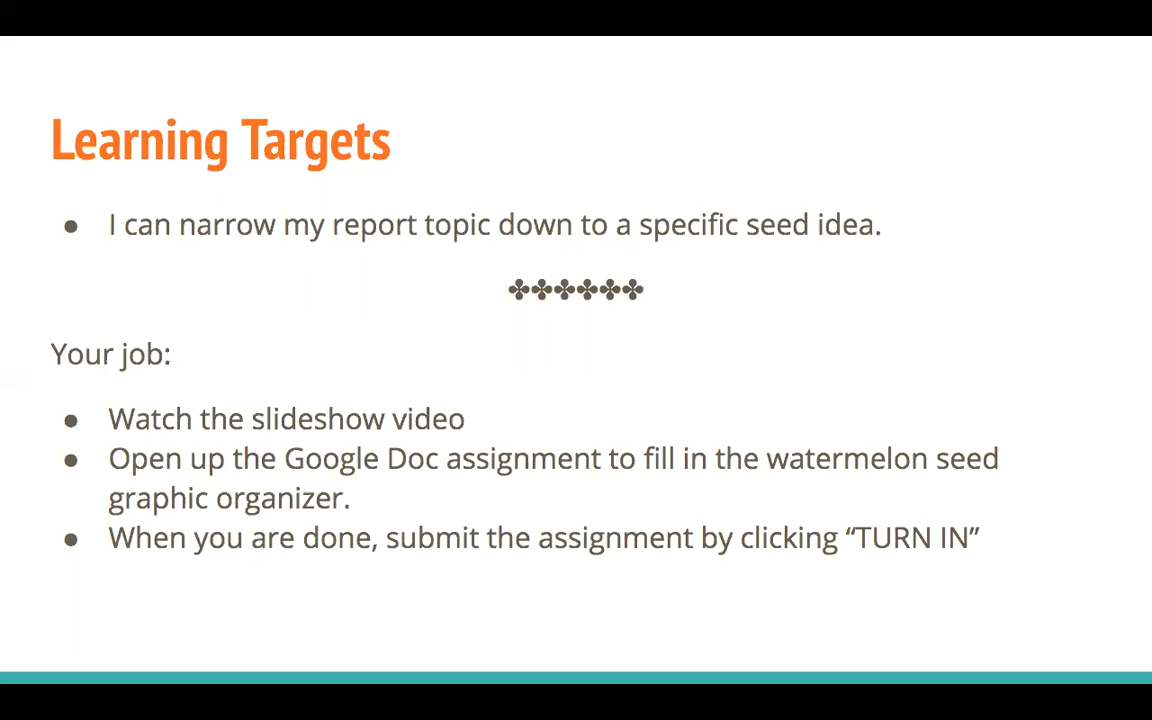 Learning Targets
● I can narrow my report topic down to a specific seed idea.
✤✤✤✤✤✤
Your job:
● Watch the slideshow video
● Open up the Google Doc assignment to fill in the watermelon seed
graphic organizer.
● When you are done, submit the assignment by clicking “TURN IN”